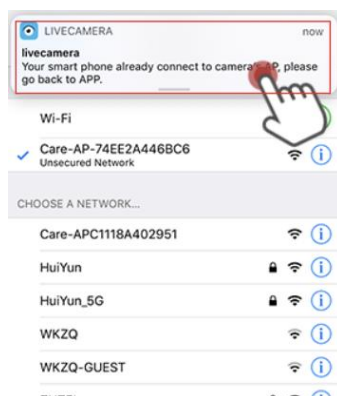 LIVECAMERA now
livecamera
Your smart phone already connect to camera's AP, please
go back to APP.
Wi-Fi
Care-AP-74EE2A446BC6
Unsecured Network
CHOOSE A NETWORK...
Care-APC1118A402951
HuiYun
HuiYun_5G
WKZQ
WKZQ-GUEST